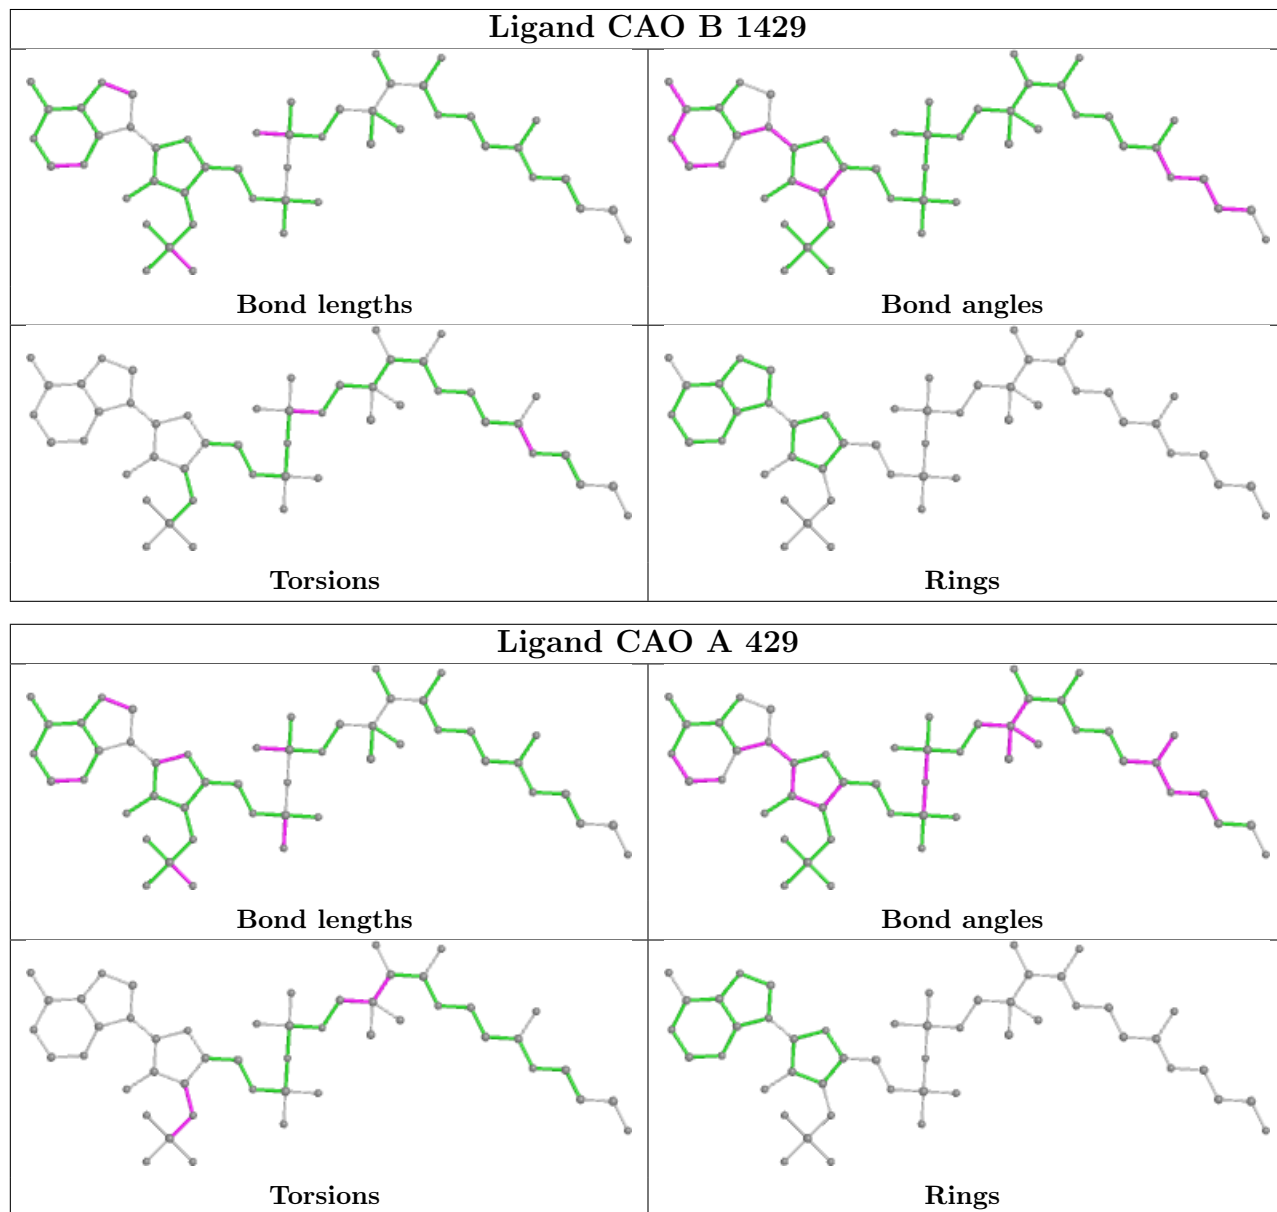 Ligand CAO B 1429
Bond lengths
Bond angles
Torsions
Rings
Ligand CAO A 429
Bond lengths
Bond angles
Torsions
Rings